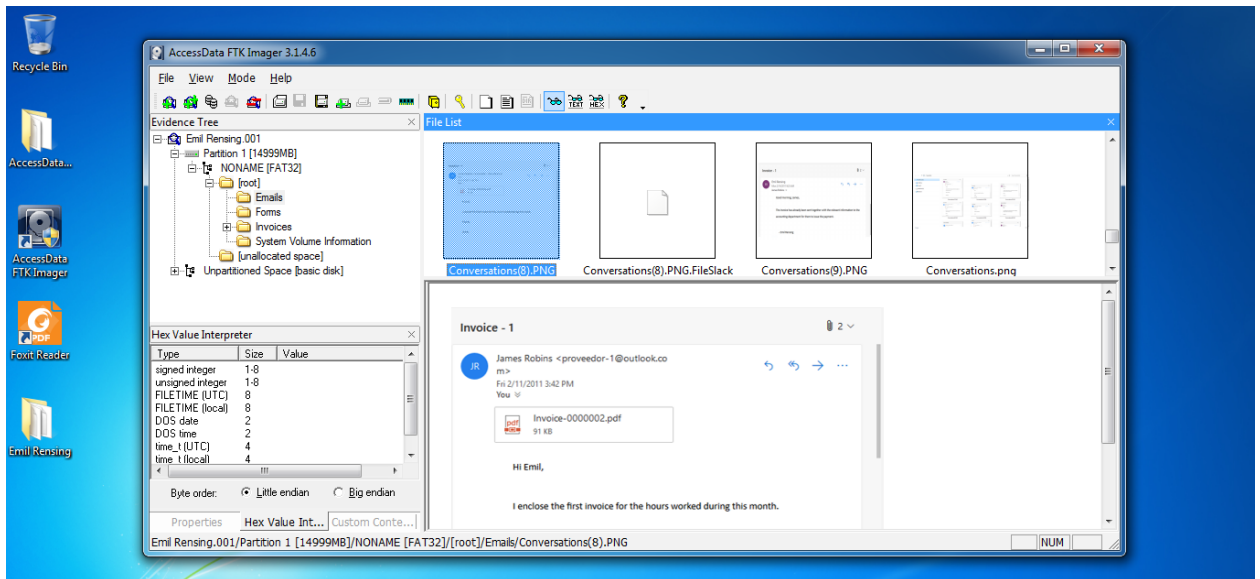 Recycle Bin
AccessData...
AccessData
FTK Imager
PDF
Foxit Reader
Emil Rensing
AccessData FTK Imager 3.1.4.6
File View Mode Help
TEXT HEX
Evidence Tree
Emil Rensing.001
Partition 1 [14999MB]
NONAME [FAT32]
[root]
Emails
Forms
Invoices
System Volume Information
[unallocated space]
Unpartitioned Space [basic disk]
File List
Conversations(8).PNG
Conversations(8).PNG.FileSlack
Conversations(9).PNG
Conversations.png
Hex Value Interpreter
Type Size Value
signed integer 1-8
unsigned integer 1-8
FILETIME (UTC) 8
FILETIME (local) 8
DOS date 2
DOS time 2
time_t (UTC) 4
time_t (local) 4
Byte order: Little endian Big endian
Properties Hex Value Int... Custom Conte...
Invoice - 1
2
JR
James Robins <proveedor-1@outlook.co
m>
Fri 2/11/2011 3:42 PM
You
pdf
Invoice-0000002.pdf
91 KB
Hi Emil,
I enclose the first invoice for the hours worked during this month.
Emil Rensing.001/Partition 1 [14999MB]/NONAME [FAT32]/[root]/Emails/Conversations(8).PNG
NUM